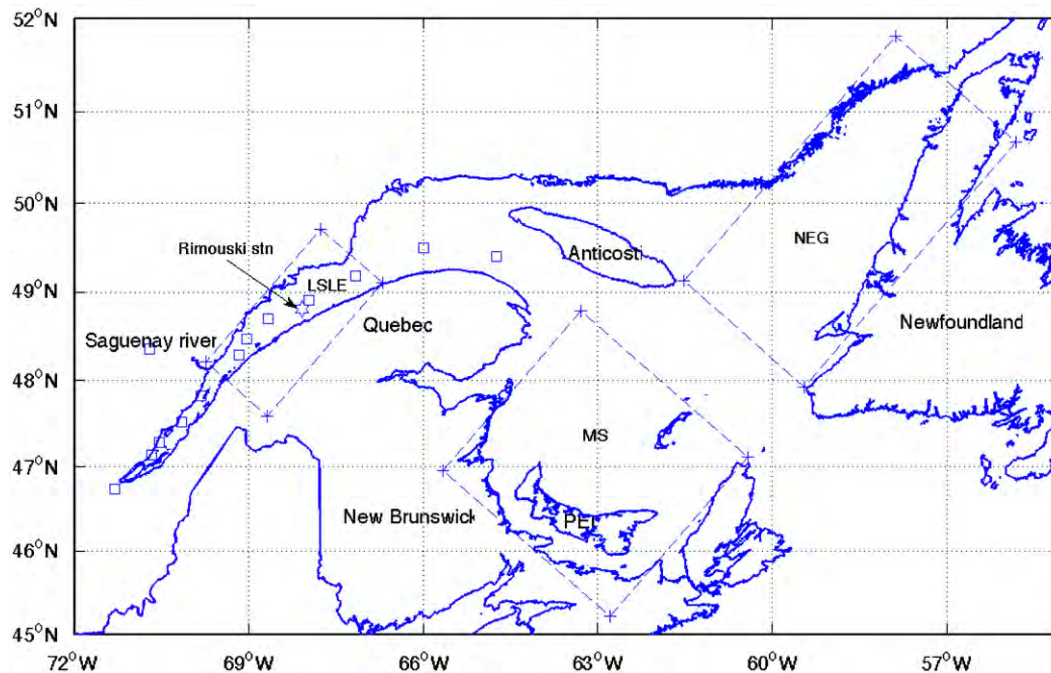 52°N
51°N
50°N
49°N
48°N
47°N
46°N
45°N
72°W
69°W
66°W
63°W
60°W
57°W
Rimouski stn
LSLE
Anticosti
NEG
Saguenay river
Quebec
Newfoundland
MS
New Brunswick
PEI